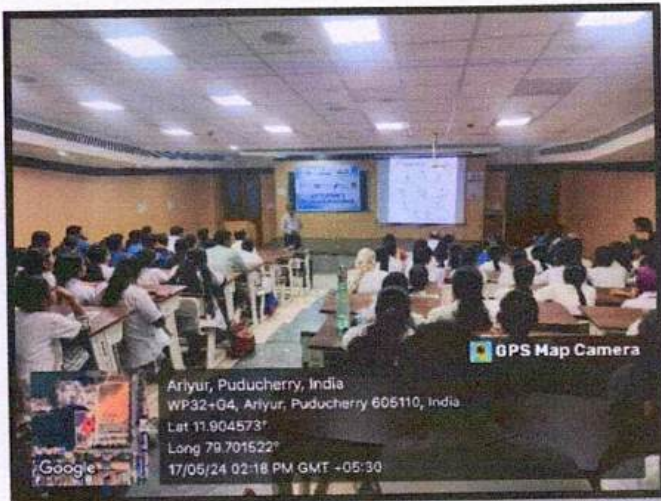 GPS Map Camera
Ariyur, Puducherry, India
WP32+G4, Ariyur, Puducherry 605110, India
Lat 11.904573°
Long 79.701522°
17/05/24 02:18 PM GMT +05:30
Google